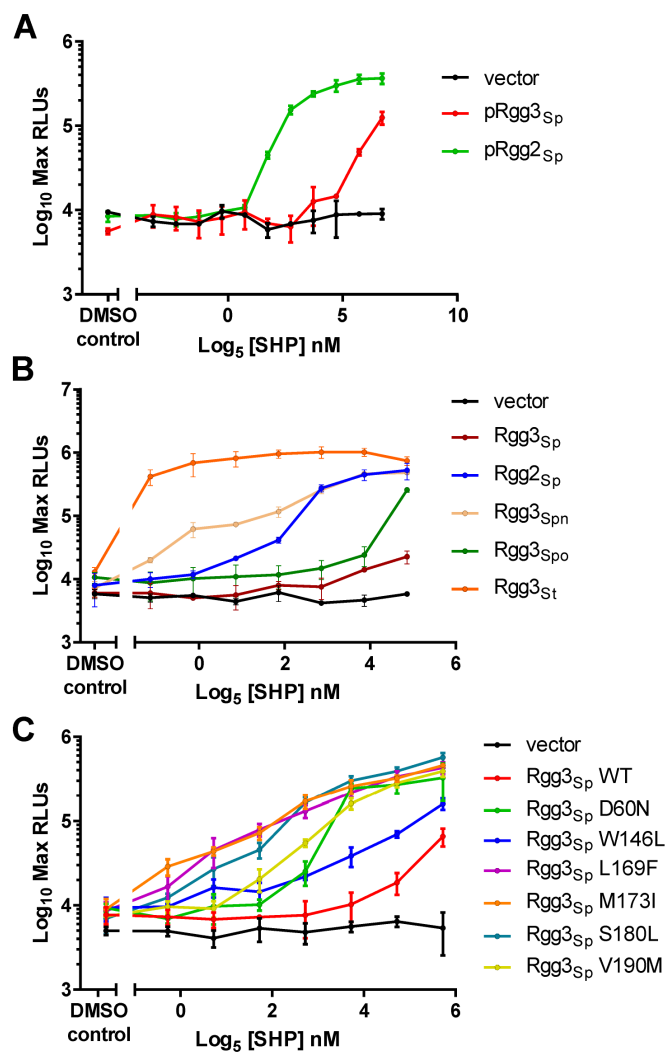 A
Log₁₀ Max RLUs
6
5
4
3
DMSO
control
0
5
10
Log₅ [SHP] nM
vector
pRgg3Sp
pRgg2Sp
B
Log₁₀ Max RLUs
7
6
5
4
3
DMSO
control
0
2
4
6
Log₅ [SHP] nM
vector
Rgg3Sp
Rgg2Sp
Rgg3Spn
Rgg3Spo
Rgg3St
C
Log₁₀ Max RLUs
6
5
4
3
DMSO
control
0
2
4
6
Log₅ [SHP] nM
vector
Rgg3Sp WT
Rgg3Sp D60N
Rgg3Sp W146L
Rgg3Sp L169F
Rgg3Sp M173I
Rgg3Sp S180L
Rgg3Sp V190M